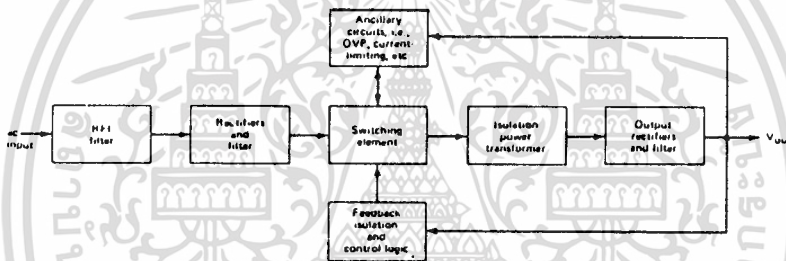 Ancillary
circuits, i.e.,
OVP, current-
limiting, etc
ac
input
RFI
filter
Rectifiers
and
filter
Switching
element
Isolation
power
transformer
Output
rectifiers
and filter
Feedback
isolation
and
control logic